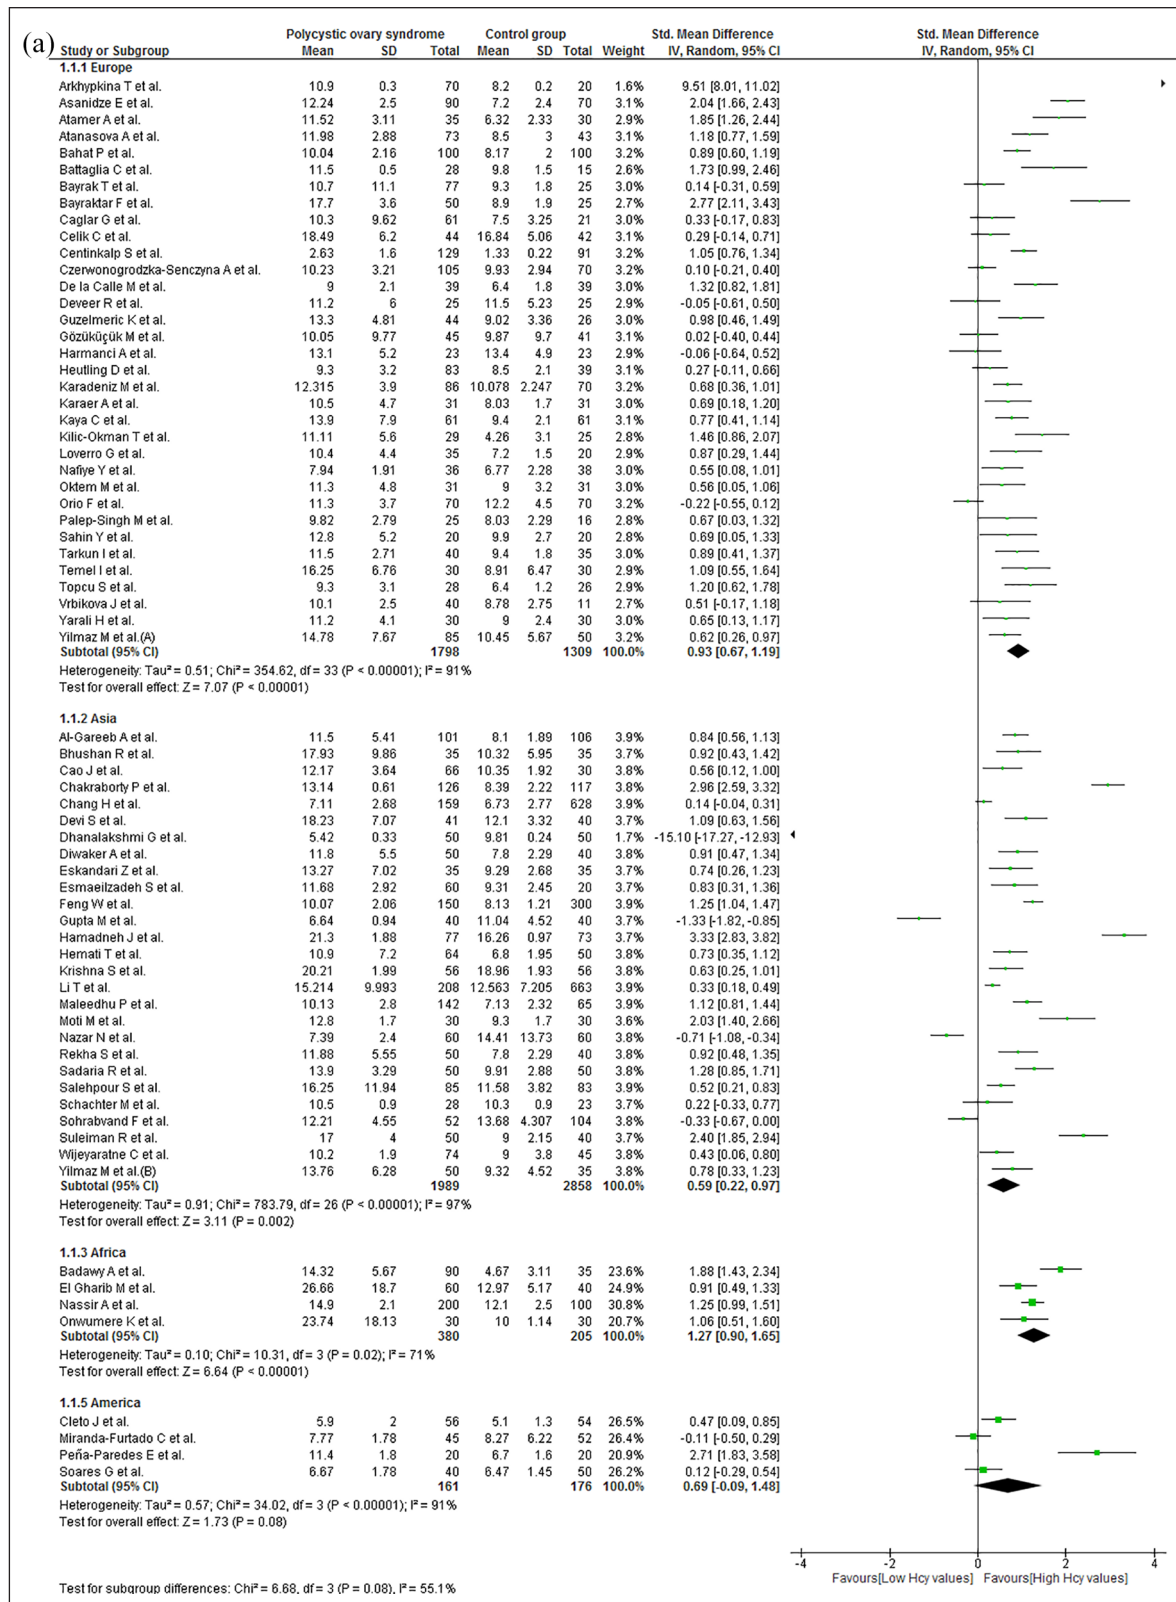 (a)
Polycystic ovary syndrome Control group Std. Mean Difference Std. Mean Difference
Study or Subgroup Mean SD Total Mean SD Total Weight IV, Random, 95% CI IV, Random, 95% CI
1.1.1 Europe
Arkhypkina T et al. 10.9 0.3 70 8.2 0.2 20 1.6% 9.51 [8.01, 11.02]
Asanidze E et al. 12.24 2.5 90 7.2 2.4 70 3.1% 2.04 [1.66, 2.43]
Atamer A et al. 11.52 3.11 35 6.32 2.33 30 2.9% 1.85 [1.26, 2.44]
Atanasova A et al. 11.98 2.88 73 8.5 3 43 3.1% 1.18 [0.77, 1.59]
Bahat P et al. 10.04 2.16 100 8.17 2 100 3.2% 0.89 [0.60, 1.19]
Battaglia C et al. 11.5 0.5 28 9.8 1.5 15 2.6% 1.73 [0.99, 2.46]
Bayrak T et al. 10.7 11.1 77 9.3 1.8 25 3.0% 0.14 [-0.31, 0.59]
Bayraktar F et al. 17.7 3.6 50 8.9 1.9 25 2.8% 2.77 [2.11, 3.43]
Caglar G et al. 10.3 9.62 61 7.5 3.25 21 3.0% 0.33 [-0.17, 0.83]
Celik C et al. 18.49 6.2 44 16.84 5.06 42 3.1% 0.29 [-0.14, 0.71]
Centinkalp S et al. 2.63 1.6 129 1.33 0.22 91 3.2% 1.05 [0.76, 1.34]
Czerwonogrodzka-Senczyna A et al. 10.23 3.21 105 9.93 2.94 70 3.2% 0.10 [-0.21, 0.40]
De la Calle M et al. 9 2.1 39 6.4 1.8 39 3.0% 1.32 [0.82, 1.81]
Deveer R et al. 11.2 6 25 11.5 5.23 25 2.9% -0.05 [-0.61, 0.50]
Guzelmeric K et al. 13.3 4.81 44 9.02 3.36 26 3.0% 0.98 [0.46, 1.49]
Gözüküçük M et al. 10.05 9.77 45 9.87 9.7 41 3.1% 0.02 [-0.40, 0.44]
Harmanci A et al. 13.1 5.2 23 13.4 4.9 23 2.9% -0.06 [-0.64, 0.52]
Heutling D et al. 9.3 3.2 83 8.5 2.1 39 3.1% 0.27 [-0.11, 0.66]
Karadeniz M et al. 12.315 3.9 86 10.078 2.247 70 3.2% 0.68 [0.36, 1.01]
Karaer A et al. 10.5 4.7 31 8.03 1.7 31 3.0% 0.69 [0.18, 1.20]
Kaya C et al. 13.9 7.9 61 9.4 2.1 61 3.1% 0.77 [0.41, 1.14]
Kilic-Okman T et al. 11.11 5.6 29 4.26 3.1 25 2.8% 1.46 [0.86, 2.07]
Loverro G et al. 10.4 4.4 35 7.2 1.5 20 2.9% 0.87 [0.29, 1.44]
Nafiye Y et al. 7.94 1.91 36 6.77 2.28 38 3.0% 0.55 [0.08, 1.01]
Oktem M et al. 11.3 4.8 31 9 3.2 31 3.0% 0.56 [0.05, 1.06]
Orio F et al. 11.3 3.7 70 12.2 4.5 70 3.2% -0.22 [-0.55, 0.12]
Palep-Singh M et al. 9.82 2.79 25 8.03 2.29 16 2.8% 0.67 [0.03, 1.32]
Sahin Y et al. 12.8 5.2 20 9.9 2.7 20 2.8% 0.69 [0.05, 1.33]
Tarkun I et al. 11.5 2.71 40 9.4 1.8 35 3.0% 0.89 [0.41, 1.37]
Temel I et al. 16.25 6.76 30 8.91 6.47 30 2.9% 1.09 [0.55, 1.64]
Topcu S et al. 9.3 3.1 28 6.4 1.2 26 2.9% 1.20 [0.62, 1.78]
Vrbikova J et al. 10.1 2.5 40 8.78 2.75 11 2.7% 0.51 [-0.17, 1.18]
Yarali H et al. 11.2 4.1 30 9 2.4 30 3.0% 0.65 [0.13, 1.17]
Yilmaz M et al.(A) 14.78 7.67 85 10.45 5.67 50 3.2% 0.62 [0.26, 0.97]
Subtotal (95% CI) 1798 1309 100.0% 0.93 [0.67, 1.19]
Heterogeneity: Tau² = 0.51; Chi² = 354.62, df = 33 (P < 0.00001); I² = 91%
Test for overall effect: Z = 7.07 (P < 0.00001)
1.1.2 Asia
Al-Gareeb A et al. 11.5 5.41 101 8.1 1.89 106 3.9% 0.84 [0.56, 1.13]
Bhushan R et al. 17.93 9.86 35 10.32 5.95 35 3.7% 0.92 [0.43, 1.42]
Cao J et al. 12.17 3.64 66 10.35 1.92 30 3.8% 0.56 [0.12, 1.00]
Chakraborty P et al. 13.14 0.61 126 8.39 2.22 117 3.8% 2.96 [2.59, 3.32]
Chang H et al. 7.11 2.68 159 6.73 2.77 628 3.9% 0.14 [-0.04, 0.31]
Devi S et al. 18.23 7.07 41 12.1 3.32 40 3.8% 1.09 [0.63, 1.56]
Dhanalakshmi G et al. 5.42 0.33 50 9.81 0.24 50 1.7% -15.10 [-17.27, -12.93]
Diwaker A et al. 11.8 5.5 50 7.8 2.29 40 3.8% 0.91 [0.47, 1.34]
Eskandari Z et al. 13.27 7.02 35 9.29 2.68 35 3.7% 0.74 [0.26, 1.23]
Esmaeilzadeh S et al. 11.68 2.92 60 9.31 2.45 20 3.7% 0.83 [0.31, 1.36]
Feng W et al. 10.07 2.06 150 8.13 1.21 300 3.9% 1.25 [1.04, 1.47]
Gupta M et al. 6.64 0.94 40 11.04 4.52 40 3.7% -1.33 [-1.82, -0.85]
Hamadneh J et al. 21.3 1.88 77 16.26 0.97 73 3.7% 3.33 [2.83, 3.82]
Hemati T et al. 10.9 7.2 64 6.8 1.95 50 3.8% 0.73 [0.35, 1.12]
Krishna S et al. 20.21 1.99 56 18.96 1.93 56 3.8% 0.63 [0.25, 1.01]
Li T et al. 15.214 9.993 208 12.563 7.205 663 3.9% 0.33 [0.18, 0.49]
Maleedhu P et al. 10.13 2.8 142 7.13 2.32 65 3.9% 1.12 [0.81, 1.44]
Moti M et al. 12.8 1.7 30 9.3 1.7 30 3.6% 2.03 [1.40, 2.66]
Nazar N et al. 7.39 2.4 60 14.41 13.73 60 3.8% -0.71 [-1.08, -0.34]
Rekha S et al. 11.88 5.55 50 7.8 2.29 40 3.8% 0.92 [0.48, 1.35]
Sadaria R et al. 13.9 3.29 50 9.91 2.88 50 3.8% 1.28 [0.85, 1.71]
Salehpour S et al. 16.25 11.94 85 11.58 3.82 83 3.9% 0.52 [0.21, 0.83]
Schachter M et al. 10.5 0.9 28 10.3 0.9 23 3.7% 0.22 [-0.33, 0.77]
Sohrabvand F et al. 12.21 4.55 52 13.68 4.307 104 3.8% -0.33 [-0.67, 0.00]
Suleiman R et al. 17 4 50 9 2.15 40 3.7% 2.40 [1.85, 2.94]
Wijeyaratne C et al. 10.2 1.9 74 9 3.8 45 3.8% 0.43 [0.06, 0.80]
Yilmaz M et al.(B) 13.76 6.28 50 9.32 4.52 35 3.8% 0.78 [0.33, 1.23]
Subtotal (95% CI) 1989 2858 100.0% 0.59 [0.22, 0.97]
Heterogeneity: Tau² = 0.91; Chi² = 783.79, df = 26 (P < 0.00001); I² = 97%
Test for overall effect: Z = 3.11 (P = 0.002)
1.1.3 Africa
Badawy A et al. 14.32 5.67 90 4.67 3.11 35 23.6% 1.88 [1.43, 2.34]
El Gharib M et al. 26.66 18.7 60 12.97 5.17 40 24.9% 0.91 [0.49, 1.33]
Nassir A et al. 14.9 2.1 200 12.1 2.5 100 30.8% 1.25 [0.99, 1.51]
Onwumere K et al. 23.74 18.13 30 10 1.14 30 20.7% 1.06 [0.51, 1.60]
Subtotal (95% CI) 380 205 100.0% 1.27 [0.90, 1.65]
Heterogeneity: Tau² = 0.10; Chi² = 10.31, df = 3 (P = 0.02); I² = 71%
Test for overall effect: Z = 6.64 (P < 0.00001)
1.1.5 America
Cleto J et al. 5.9 2 56 5.1 1.3 54 26.5% 0.47 [0.09, 0.85]
Miranda-Furtado C et al. 7.77 1.78 45 8.27 6.22 52 26.4% -0.11 [-0.50, 0.29]
Peña-Paredes E et al. 11.4 1.8 20 6.7 1.6 20 20.9% 2.71 [1.83, 3.58]
Soares G et al. 6.67 1.78 40 6.47 1.45 50 26.2% 0.12 [-0.29, 0.54]
Subtotal (95% CI) 161 176 100.0% 0.69 [-0.09, 1.48]
Heterogeneity: Tau² = 0.57; Chi² = 34.02, df = 3 (P < 0.00001); I² = 91%
Test for overall effect: Z = 1.73 (P = 0.08)
-4 -2 0 2 4
Favours[Low Hcy values] Favours[High Hcy values]
Test for subgroup differences: Chi² = 6.68, df = 3 (P = 0.08), I² = 55.1%